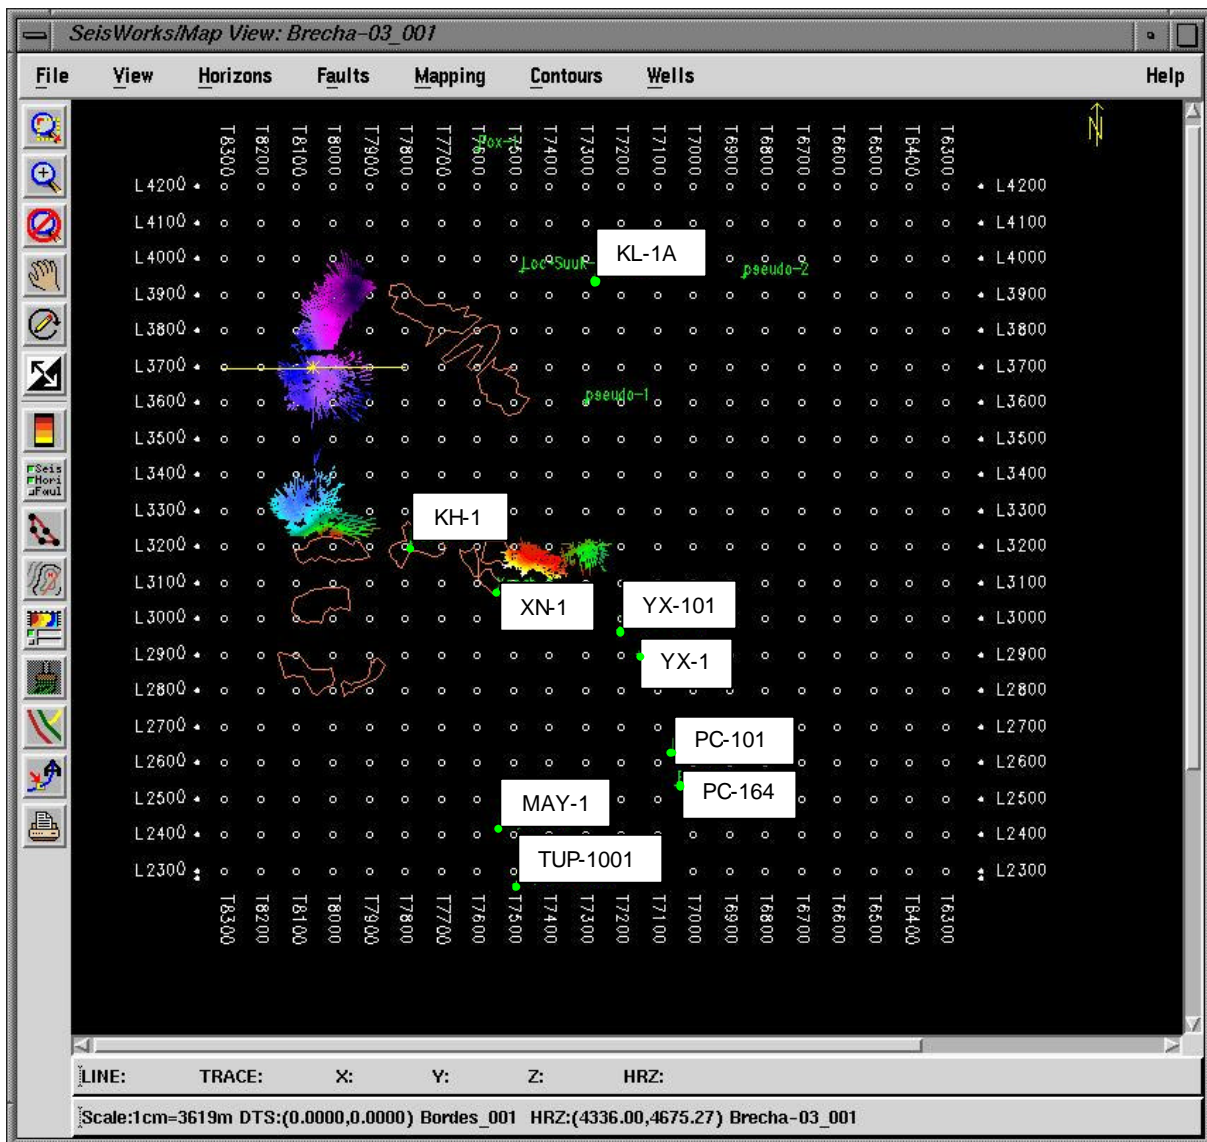 SeisWorks/Map View: Brecha-03_001
File View Horizons Faults Mapping Contours Wells Help
N
T8300 T8200 T8100 T8000 T7900 T7800 T7700 T7600 T7500 T7400 T7300 T7200 T7100 T7000 T6900 T6800 T6700 T6600 T6500 T6400 T6300
Pox-1
L4200 L4200
L4100 L4100
KL-1A
L4000 Loc-Suuk- pseudo-2 L4000
L3900 L3900
L3800 L3800
L3700 L3700
pseudo-1
L3600 L3600
L3500 L3500
Seis
Hori
Faul
L3400 L3400
L3300 KH-1 L3300
L3200 L3200
L3100 L3100
XN-1 YX-101
L3000 L3000
L2900 YX-1 L2900
L2800 L2800
L2700 PC-101 L2700
L2600 L2600
L2500 MAY-1 PC-164 L2500
L2400 L2400
TUP-1001
L2300 L2300
T8300 T8200 T8100 T8000 T7900 T7800 T7700 T7600 T7500 T7400 T7300 T7200 T7100 T7000 T6900 T6800 T6700 T6600 T6500 T6400 T6300
LINE: TRACE: X: Y: Z: HRZ:
Scale:1cm=3619m DTS:(0.0000,0.0000) Bordes_001 HRZ:(4336.00,4675.27) Brecha-03_001